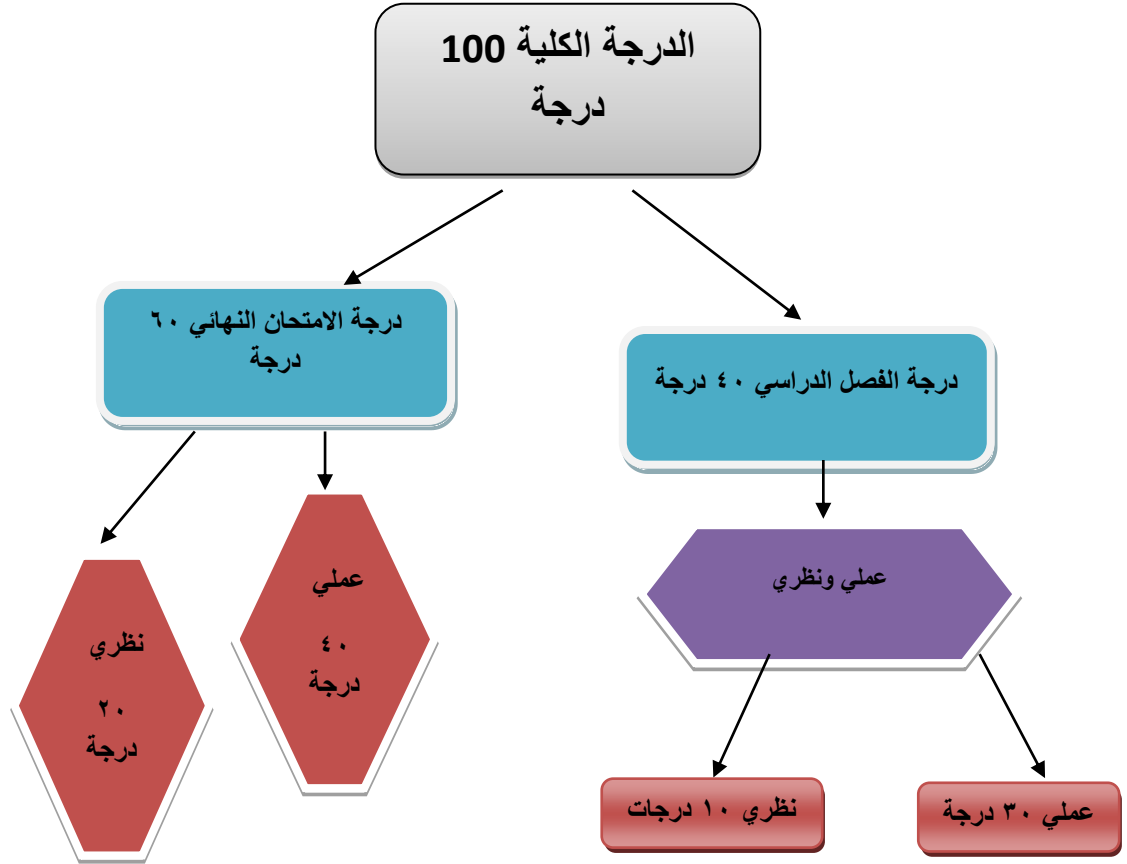 الدرجة الكلية 100
درجة
درجة الفصل الدراسي ٤٠ درجة
درجة الامتحان النهائي ٦٠
درجة
عملي ونظري
عملي
٤٠
درجة
نظري
٢٠
درجة
عملي ٣٠ درجة
نظري ١٠ درجات